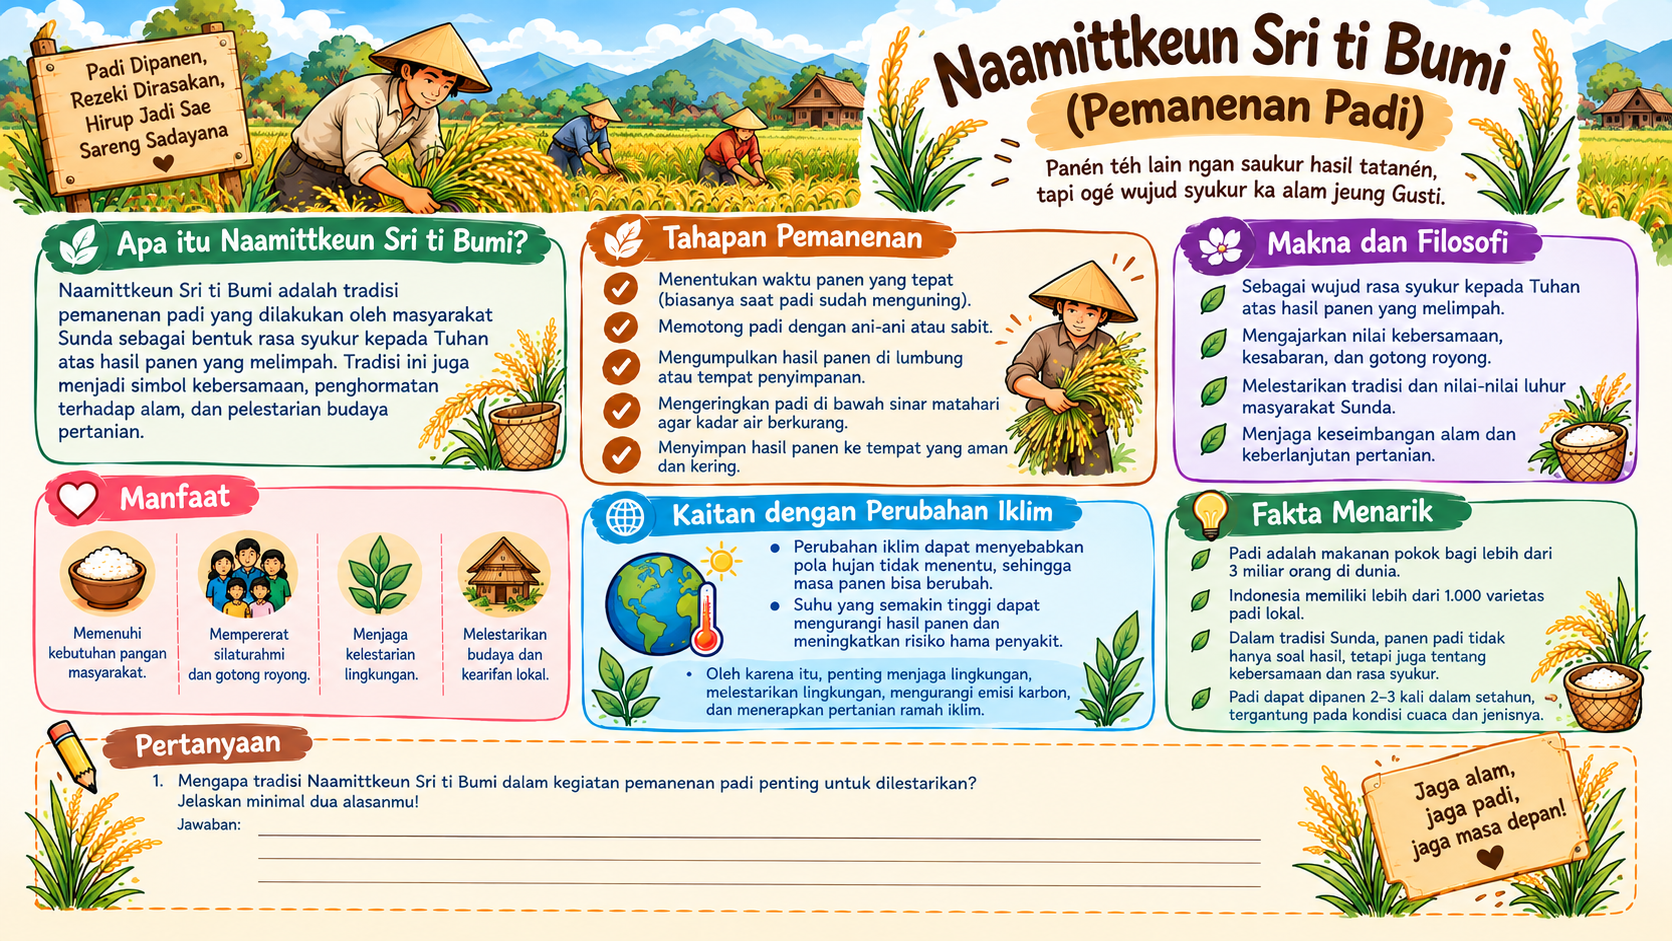 Padi Dipanen,
Rezeki Dirasakan,
Hirup Jadi Sae
Sareng Sadayana
Naamittkeun Sri ti Bumi
(Pemanenan Padi)
Panén téh lain ngan saukur hasil tatanén,
tapi ogé wujud syukur ka alam jeung Gusti.
Apa itu Naamittkeun Sri ti Bumi?
Naamittkeun Sri ti Bumi adalah tradisi
pemanenan padi yang dilakukan oleh masyarakat
Sunda sebagai bentuk rasa syukur kepada Tuhan
atas hasil panen yang melimpah. Tradisi ini juga
menjadi simbol kebersamaan, penghormatan
terhadap alam, dan pelestarian budaya
pertanian.
Tahapan Pemanenan
Menentukan waktu panen yang tepat
(biasanya saat padi sudah menguning).
Memotong padi dengan ani-ani atau sabit.
Mengumpulkan hasil panen di lumbung
atau tempat penyimpanan.
Mengeringkan padi di bawah sinar matahari
agar kadar air berkurang.
Menyimpan hasil panen ke tempat yang aman
dan kering.
Makna dan Filosofi
Sebagai wujud rasa syukur kepada Tuhan
atas hasil panen yang melimpah.
Mengajarkan nilai kebersamaan,
kesabaran, dan gotong royong.
Melestarikan tradisi dan nilai-nilai luhur
masyarakat Sunda.
Menjaga keseimbangan alam dan
keberlanjutan pertanian.
Manfaat
Memenuhi
kebutuhan pangan
masyarakat.
Mempererat
silaturahmi
dan gotong royong.
Menjaga
kelestarian
lingkungan.
Melestarikan
budaya dan
kearifan lokal.
Kaitan dengan Perubahan Iklim
• Perubahan iklim dapat menyebabkan
pola hujan tidak menentu, sehingga
masa panen bisa berubah.
• Suhu yang semakin tinggi dapat
mengurangi hasil panen dan
meningkatkan risiko hama penyakit.
• Oleh karena itu, penting menjaga lingkungan,
melestarikan lingkungan, mengurangi emisi karbon,
dan menerapkan pertanian ramah iklim.
Fakta Menarik
Padi adalah makanan pokok bagi lebih dari
3 miliar orang di dunia.
Indonesia memiliki lebih dari 1.000 varietas
padi lokal.
Dalam tradisi Sunda, panen padi tidak
hanya soal hasil, tetapi juga tentang
kebersamaan dan rasa syukur.
Padi dapat dipanen 2–3 kali dalam setahun,
tergantung pada kondisi cuaca dan jenisnya.
Pertanyaan
1. Mengapa tradisi Naamittkeun Sri ti Bumi dalam kegiatan pemanenan padi penting untuk dilestarikan?
Jelaskan minimal dua alasanmu!
Jawaban:
Jaga alam,
jaga padi,
jaga masa depan!